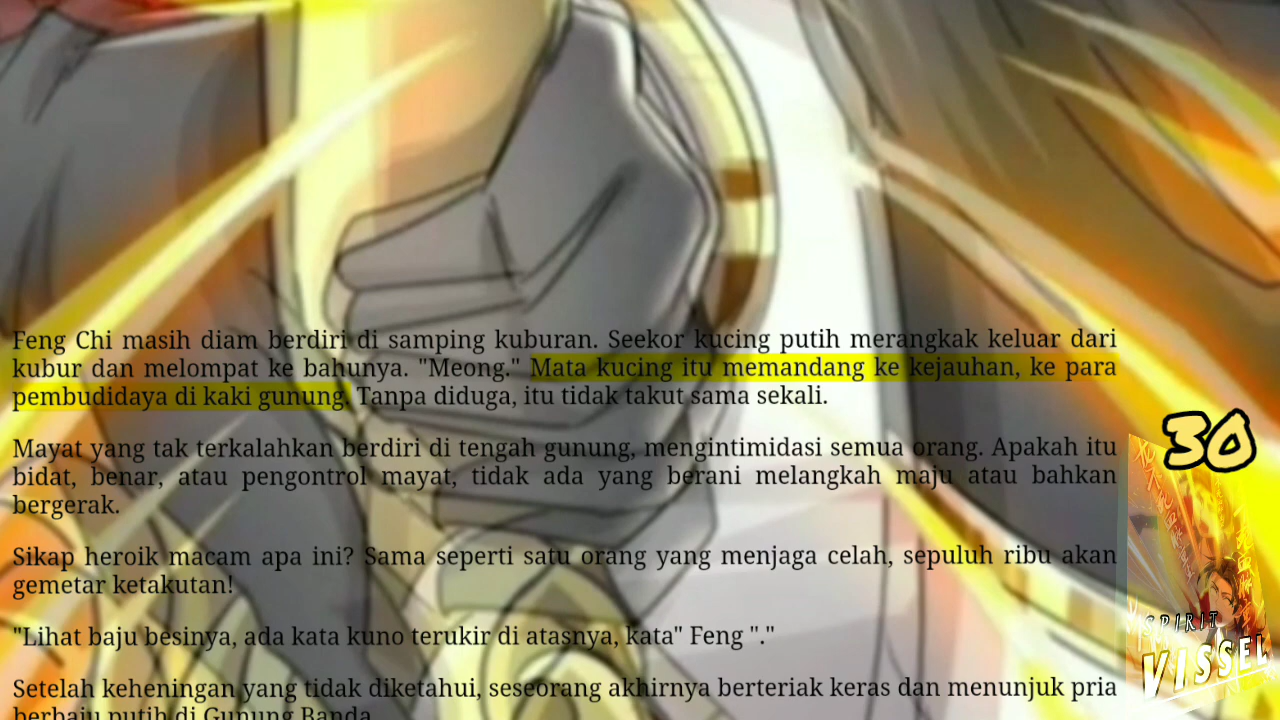 Feng Chi masih diam berdiri di samping kuburan. Seekor kucing putih merangkak keluar dari
kubur dan melompat ke bahunya. "Meong." Mata kucing itu memandang ke kejauhan, ke para
pembudidaya di kaki gunung. Tanpa diduga, itu tidak takut sama sekali.
Mayat yang tak terkalahkan berdiri di tengah gunung, mengintimidasi semua orang. Apakah itu
bidat, benar, atau pengontrol mayat, tidak ada yang berani melangkah maju atau bahkan
bergerak.
Sikap heroik macam apa ini? Sama seperti satu orang yang menjaga celah, sepuluh ribu akan
gemetar ketakutan!
"Lihat baju besinya, ada kata kuno terukir di atasnya, kata" Feng "."
Setelah keheningan yang tidak diketahui, seseorang akhirnya berteriak keras dan menunjuk pria
berbaju putih di Gunung Banda.
30
SPIRIT
VISSEL